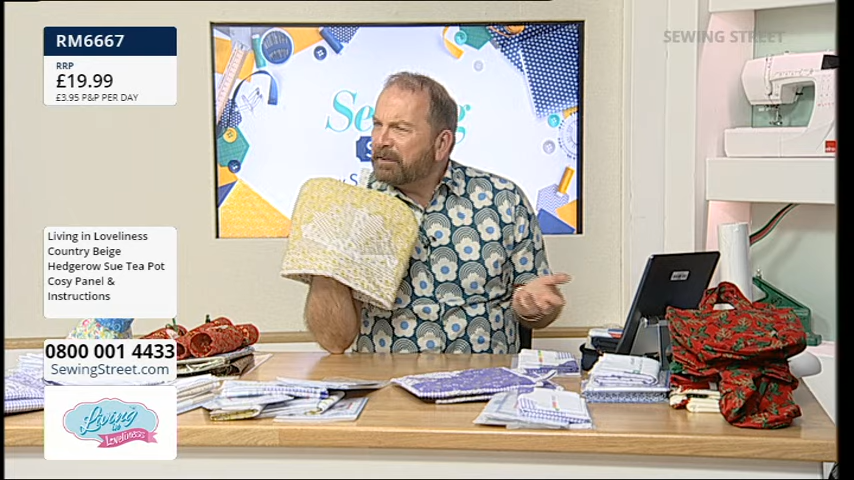 RM6667
RRP
£19.99
£3.95 P&P PER DAY
SEWING STREET
Sewing
Living in Loveliness
Country Beige
Hedgerow Sue Tea Pot
Cosy Panel &
Instructions
0800 001 4433
SewingStreet.com
Living
in
Loveliness